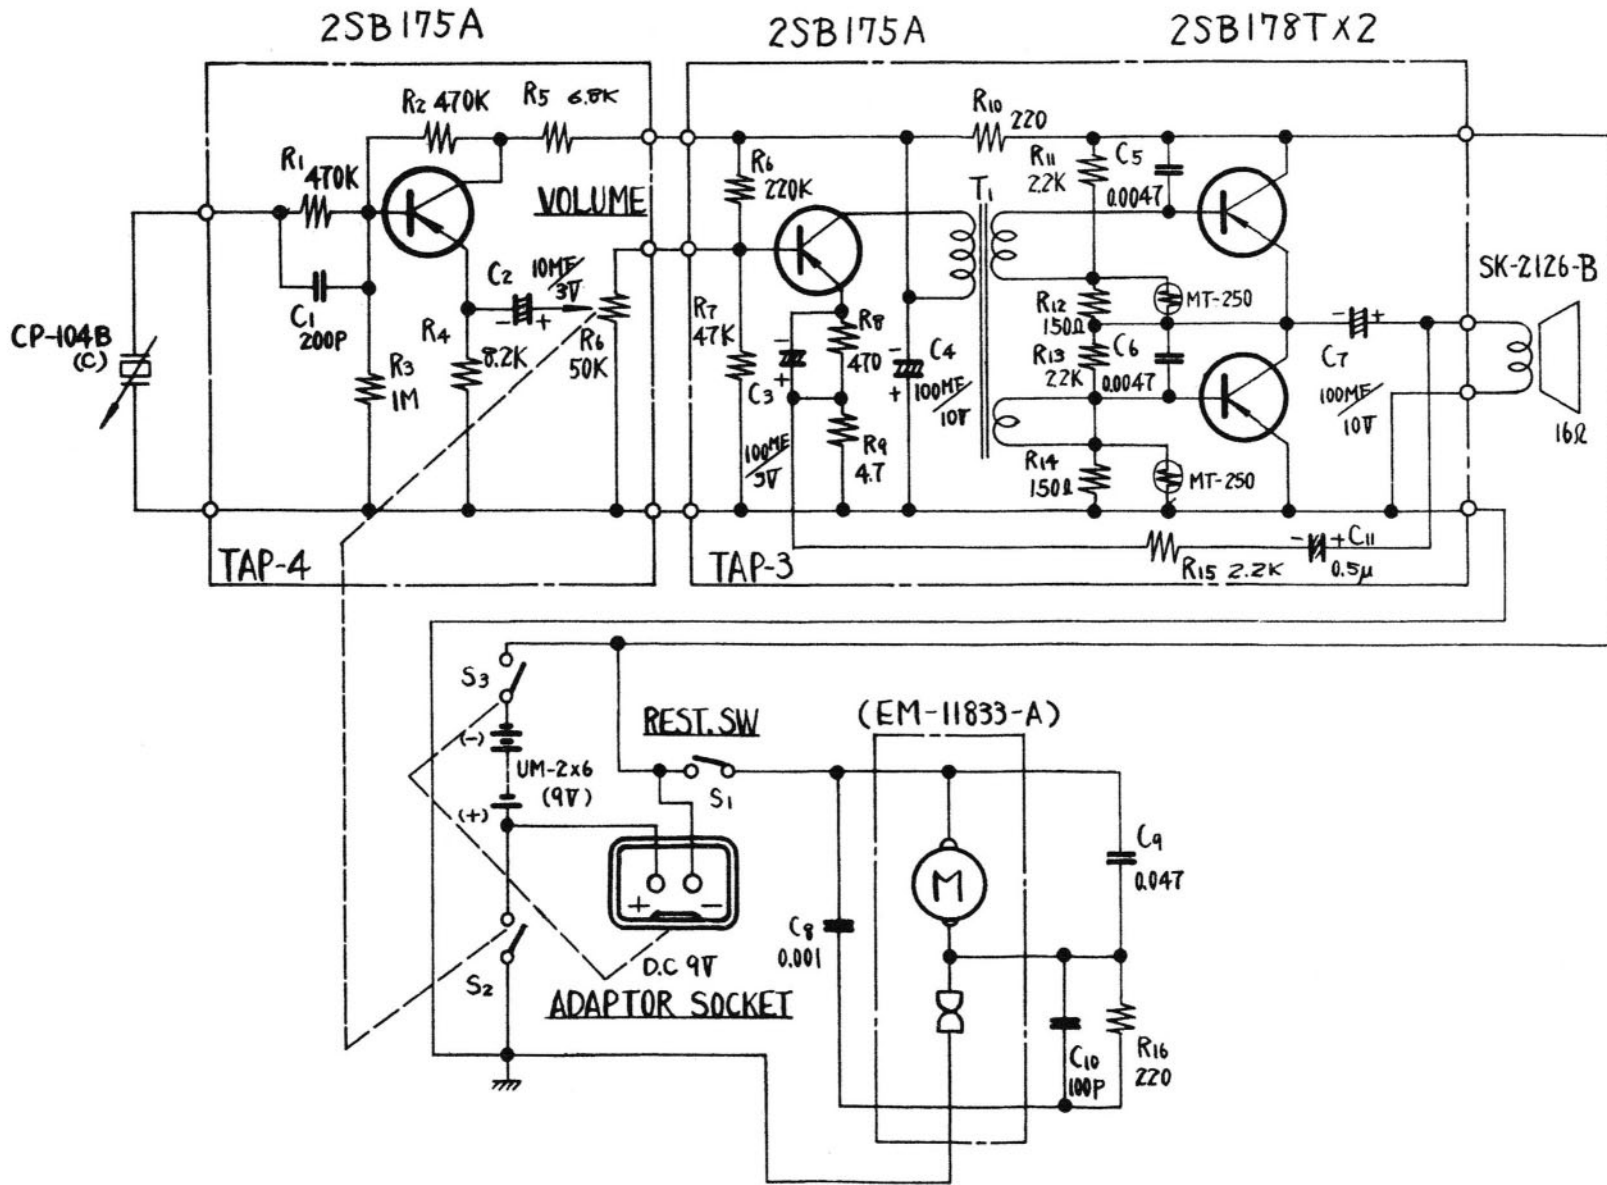 2SB175A
2SB175A
2SB178T X 2
R2 470K
R5 6.8K
R10
220
R1
470K
VOLUME
R6
220K
T1
R11
2.2K
C5
0.0047
SK-2126-B
C2
10MF/3V
C1
200P
CP-104B
(C)
R3
1M
R4
8.2K
R6
50K
R7
47K
R8
470
C3
100MF/3V
R9
4.7
C4
100MF/10V
R12
150Ω
MT-250
R13
22K
C6
0.0047
C7
100MF/10V
16Ω
R14
150Ω
MT-250
- +
- +
- +
- +
- + C11
0.5μ
R15 2.2K
TAP-4
TAP-3
S3
(-)
UM-2x6
(9V)
(+)
REST.SW
S1
(EM-11833-A)
M
C9
0.047
+ -
C8
0.001
S2
D.C 9V
ADAPTOR SOCKET
C10
100P
R16
220